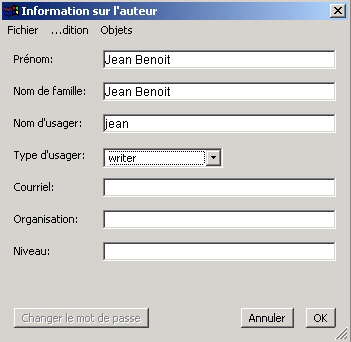 Information sur l'auteur
Fichier ...dition Objets
Prénom: Jean Benoit
Nom de famille: Jean Benoit
Nom d'usager: jean
Type d'usager: writer
Courriel:
Organisation:
Niveau:
Changer le mot de passe Annuler OK